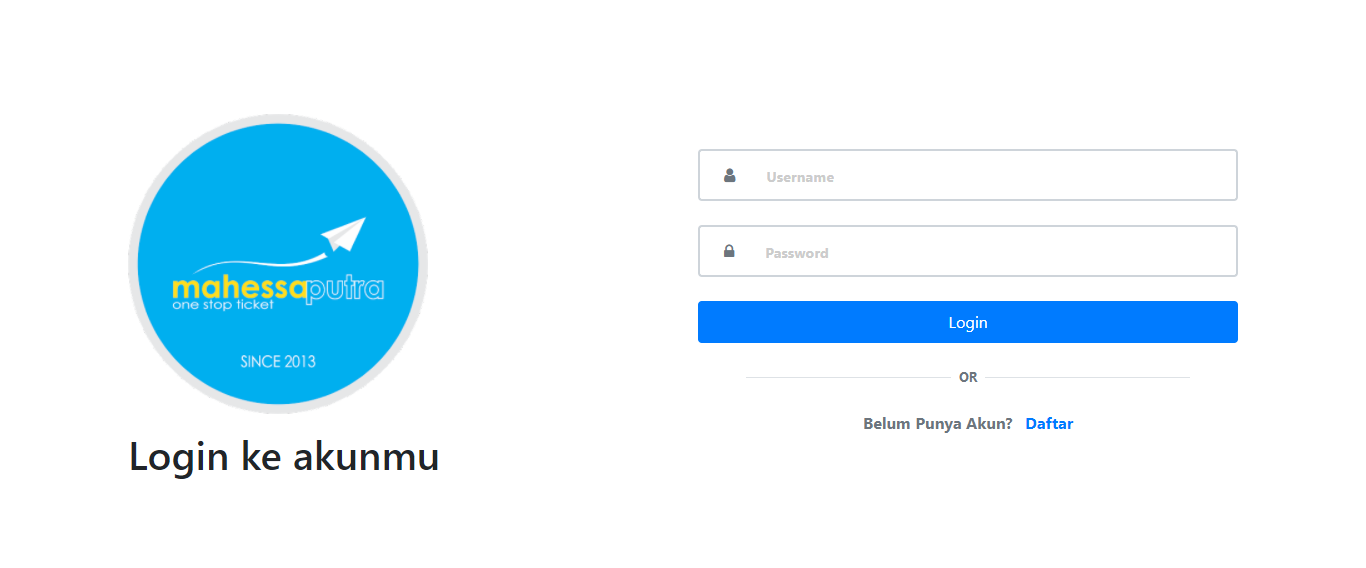 mahessaputra
one stop ticket
SINCE 2013
Login ke akunmu
Username
Password
Login
OR
Belum Punya Akun? Daftar